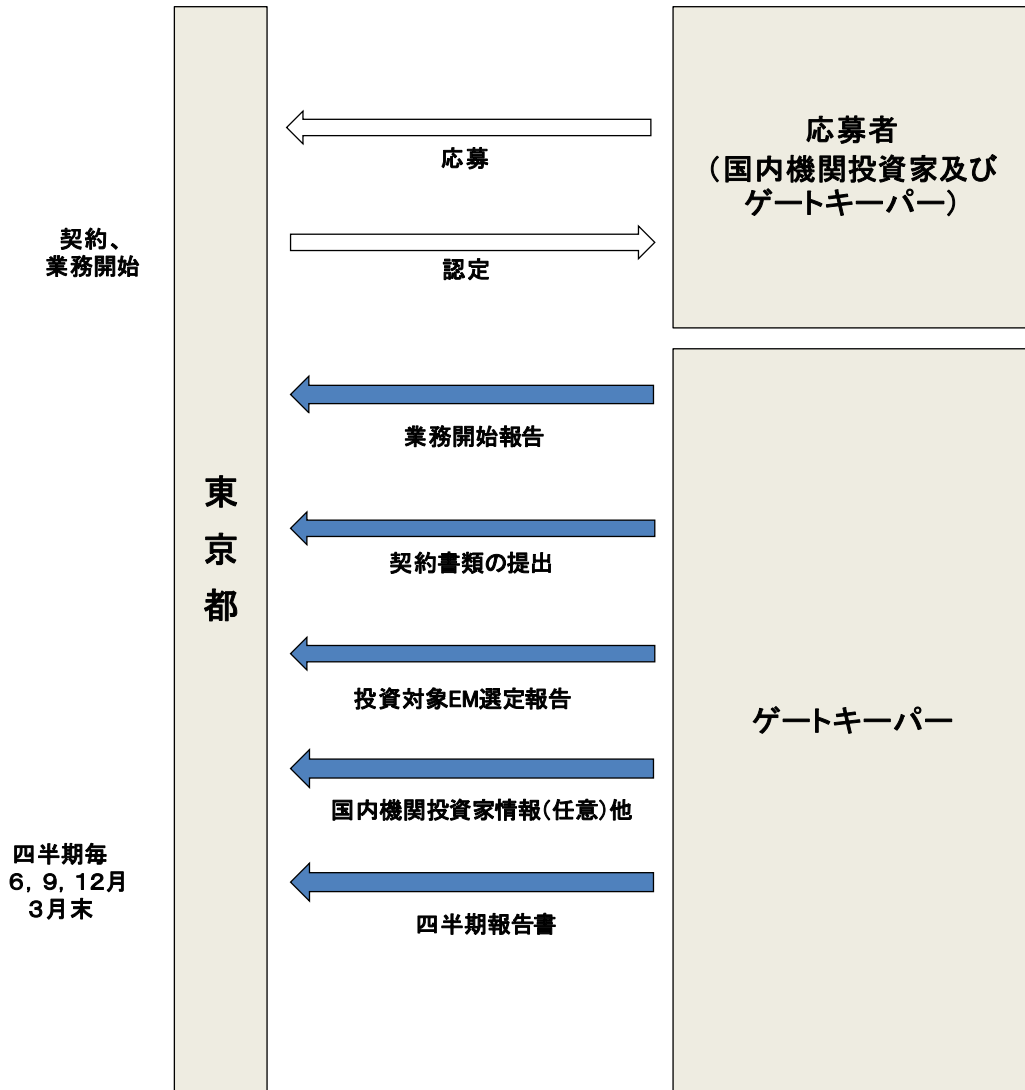 応募者
（国内機関投資家及び
ゲートキーパー）
応募
契約、
業務開始
認定
業務開始報告
東
京
都
契約書類の提出
投資対象EM選定報告
ゲートキーパー
国内機関投資家情報（任意）他
四半期毎
６，９，１２月
３月末
四半期報告書